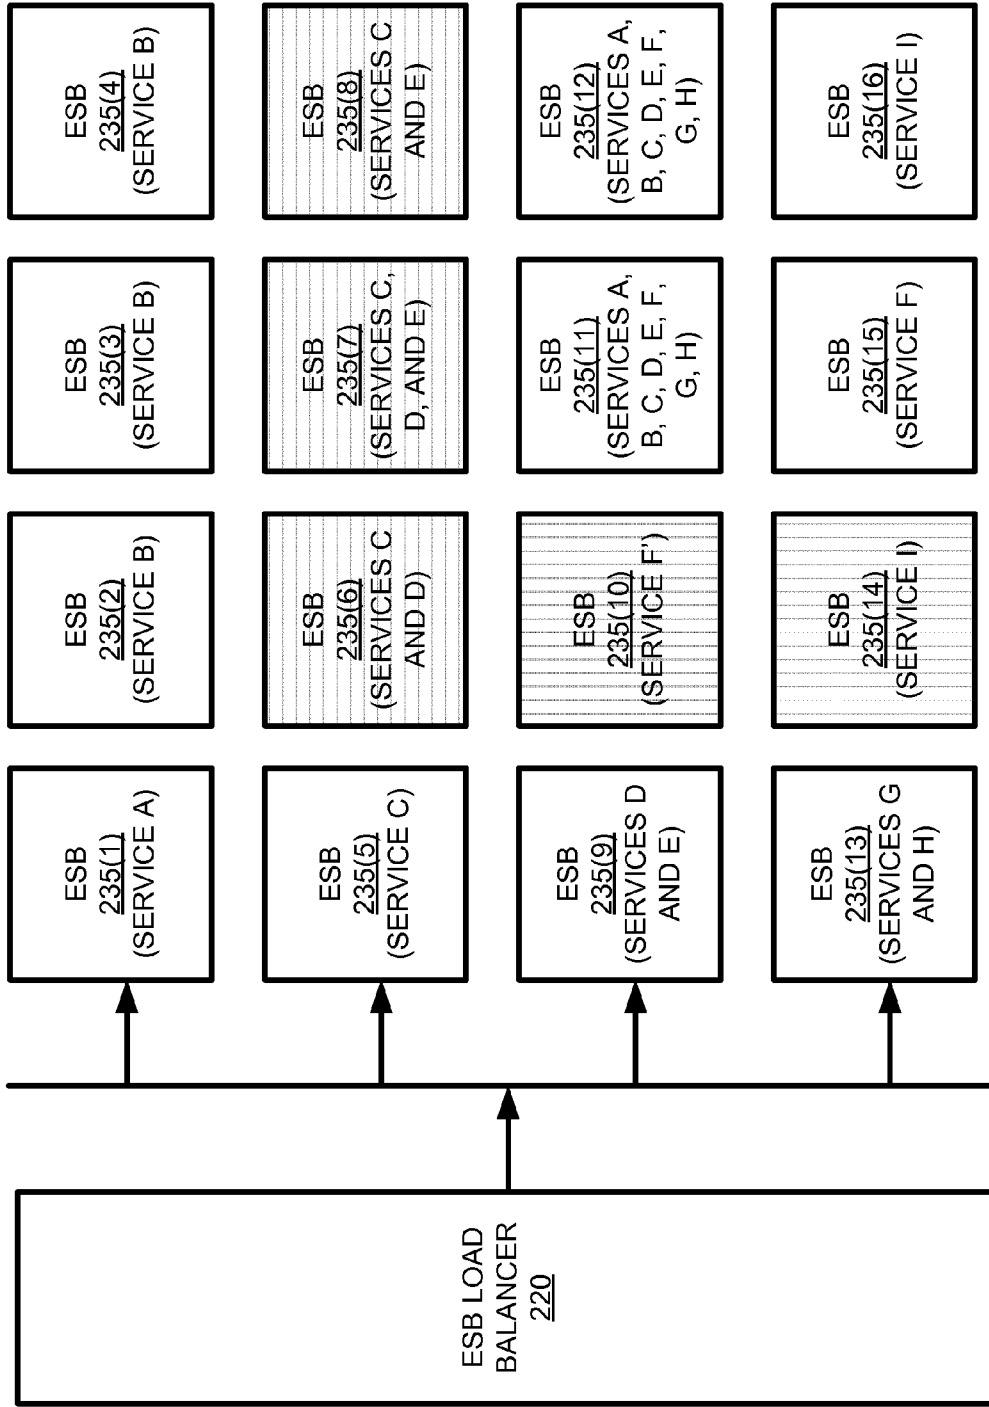 ESB LOAD
BALANCER
220
ESB
235(1)
(SERVICE A)
ESB
235(2)
(SERVICE B)
ESB
235(3)
(SERVICE B)
ESB
235(4)
(SERVICE B)
ESB
235(5)
(SERVICE C)
ESB
235(6)
(SERVICES C
AND D)
ESB
235(7)
(SERVICES C,
D, AND E)
ESB
235(8)
(SERVICES C
AND E)
ESB
235(9)
(SERVICES D
AND E)
ESB
235(10)
(SERVICE F')
ESB
235(11)
(SERVICES A,
B, C, D, E, F,
G, H)
ESB
235(12)
(SERVICES A,
B, C, D, E, F,
G, H)
ESB
235(13)
(SERVICES G
AND H)
ESB
235(14)
(SERVICE I)
ESB
235(15)
(SERVICE F)
ESB
235(16)
(SERVICE I)